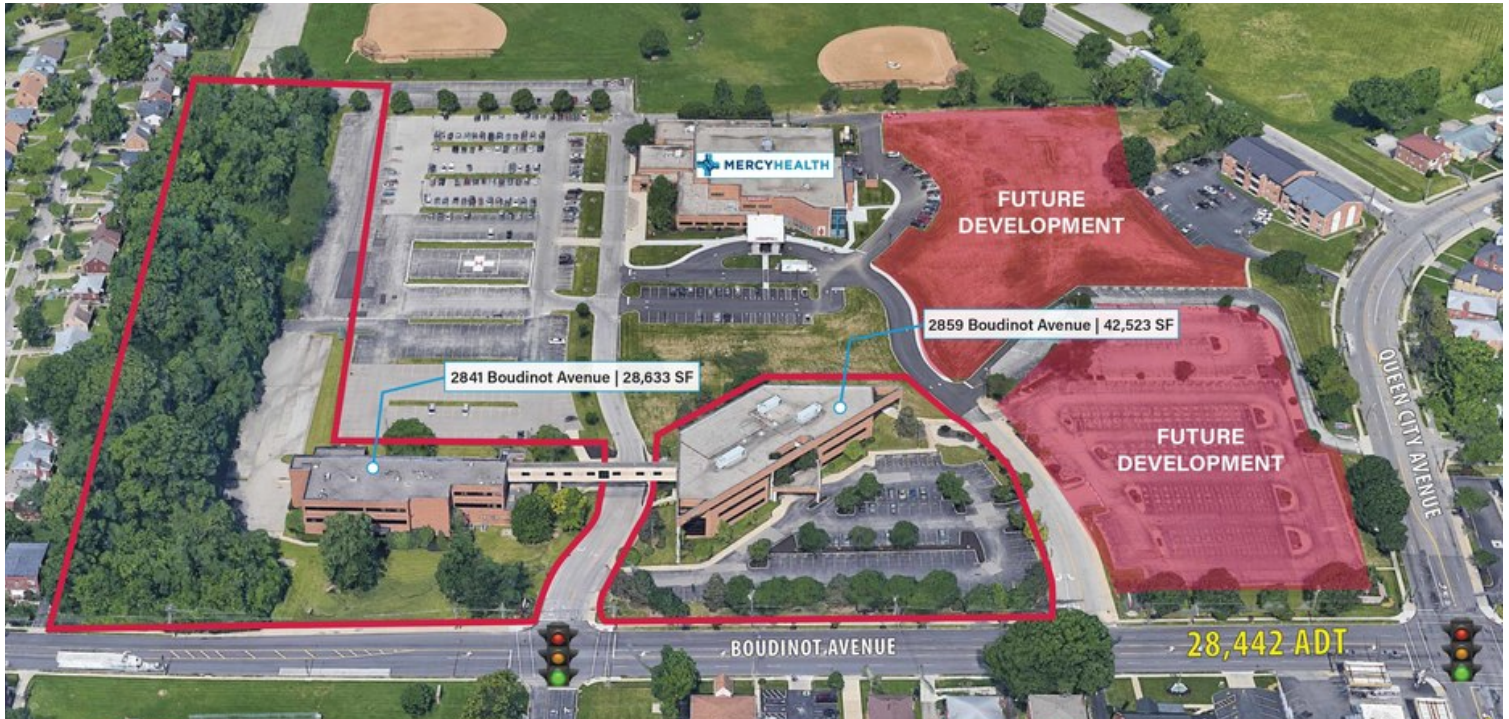 MERCYHEALTH
FUTURE
DEVELOPMENT
2859 Boudinot Avenue | 42,523 SF
2841 Boudinot Avenue | 28,633 SF
FUTURE
DEVELOPMENT
QUEEN CITY AVENUE
BOUDINOT AVENUE
28,442 ADT